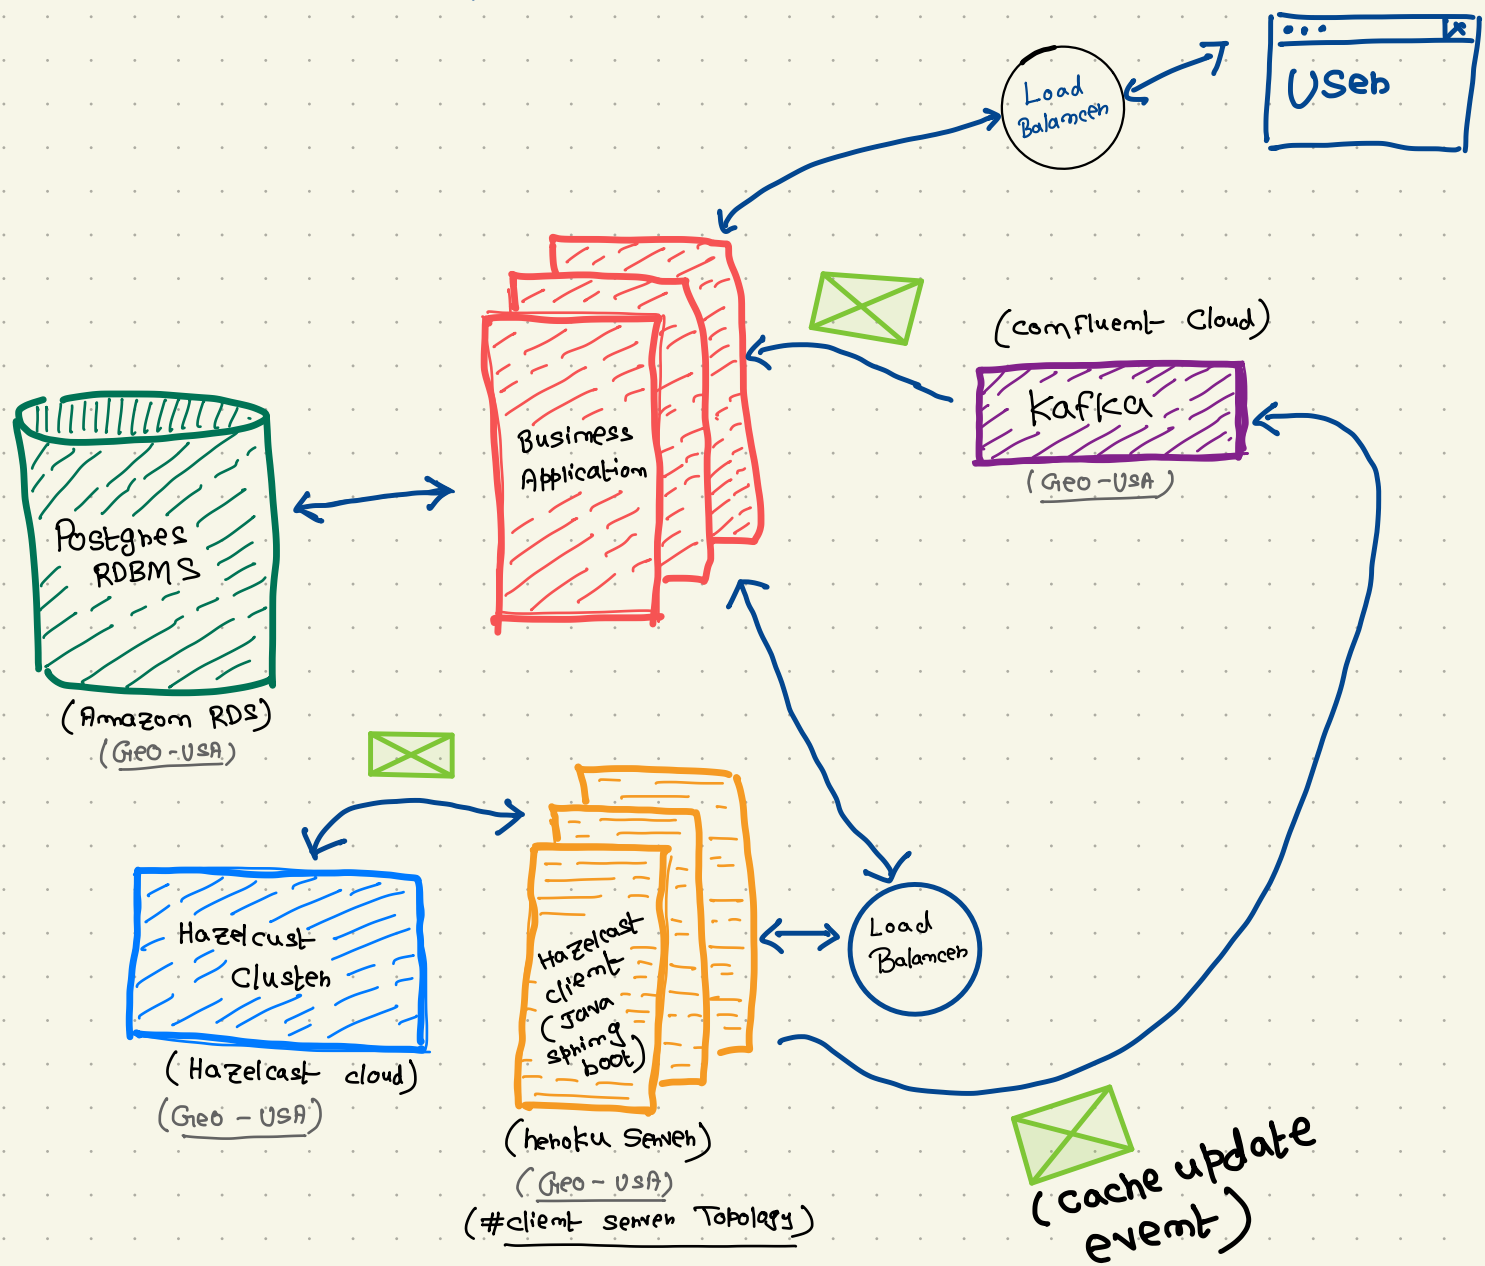 User
Load
Balancer
(confluent Cloud)
Kafka
(Geo-USA)
Business
Application
Postgres
RDBMS
(Amazon RDS)
(Geo-USA)
Hazelcust
Cluster
(Hazelcast cloud)
(Geo - USA)
Hazelcast
client
(Java
spring
boot)
(heroku Server)
(Geo - USA)
(#client server Topology)
Load
Balancer
(cache update
event)